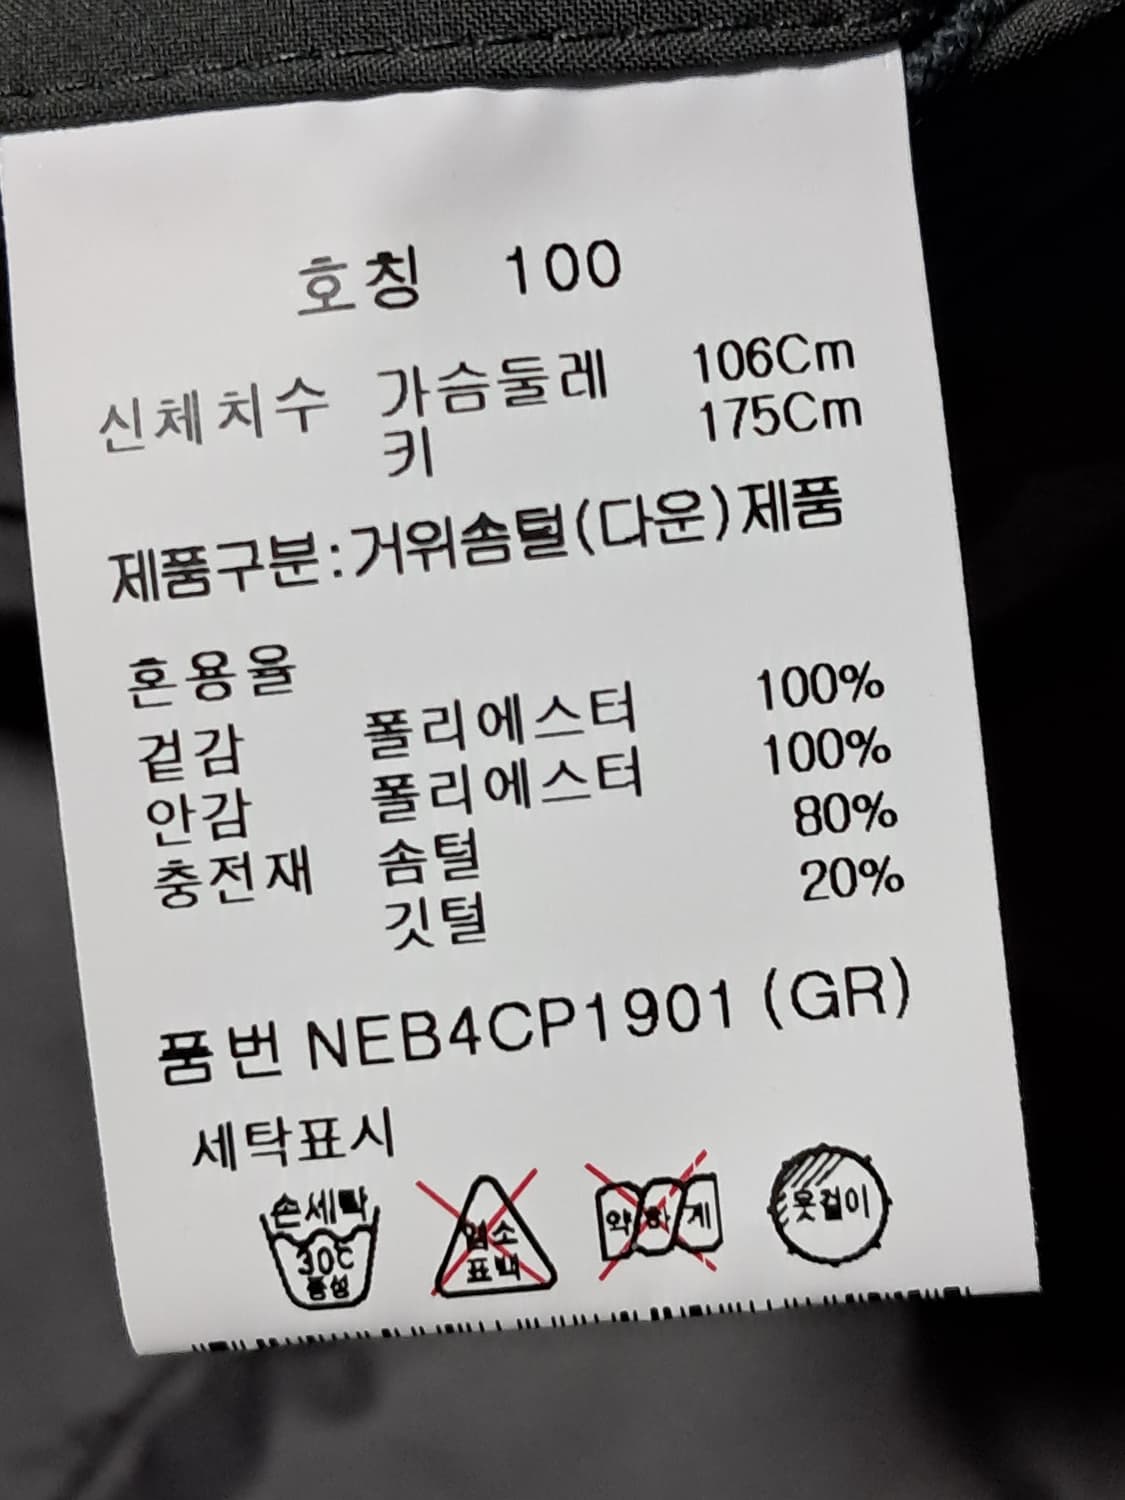 호칭 100
신체치수 가슴둘레 106Cm
키 175Cm
제품구분:거위솜털(다운)제품
혼용율
겉감 폴리에스터 100%
안감 폴리에스터 100%
충전재 솜털 80%
깃털 20%
품번 NEB4CP1901 (GR)
세탁표시
손세탁
30℃
중성
염소
표백
약하게
옷걸이